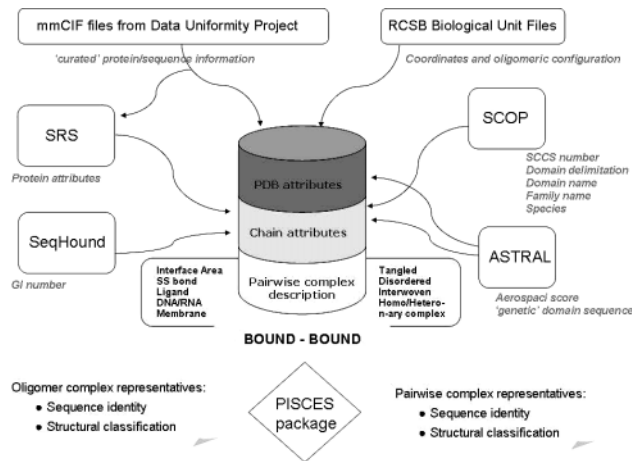 mmCIF files from Data Uniformity Project
RCSB Biological Unit Files
'curated' protein/sequence information
Coordinates and oligomeric configuration
SRS
Protein attributes
SCOP
SCCS number
Domain delimitation
Domain name
Family name
Species
PDB attributes
Chain attributes
SeqHound
GI number
ASTRAL
Aerospaci score
'genetic' domain sequence
Interface Area
SS bond
Ligand
DNA/RNA
Membrane
Pairwise complex
description
Tangled
Disordered
Interwoven
Homo/Hetero-
n-ary complex
BOUND - BOUND
Oligomer complex representatives:
● Sequence identity
● Structural classification
PISCES
package
Pairwise complex representatives:
● Sequence identity
● Structural classification